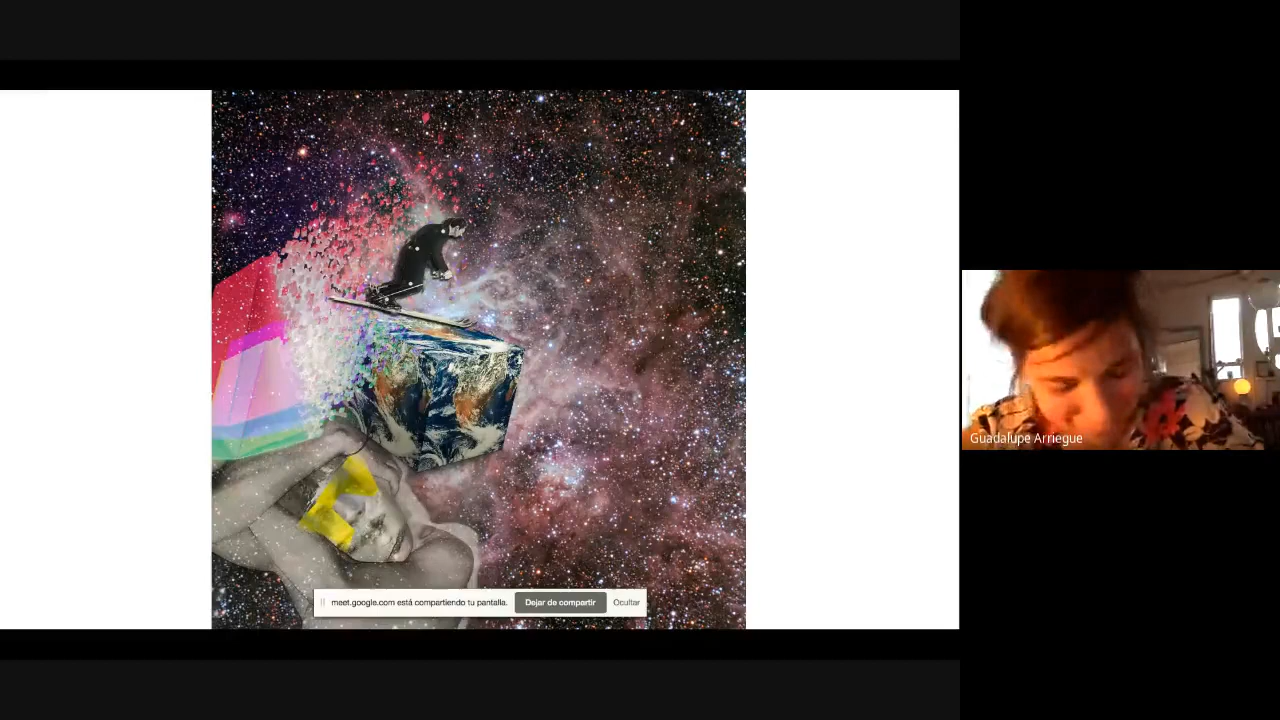 meet.google.com está compartiendo tu pantalla.
Dejar de compartir
Ocultar
Guadalupe Arriegue